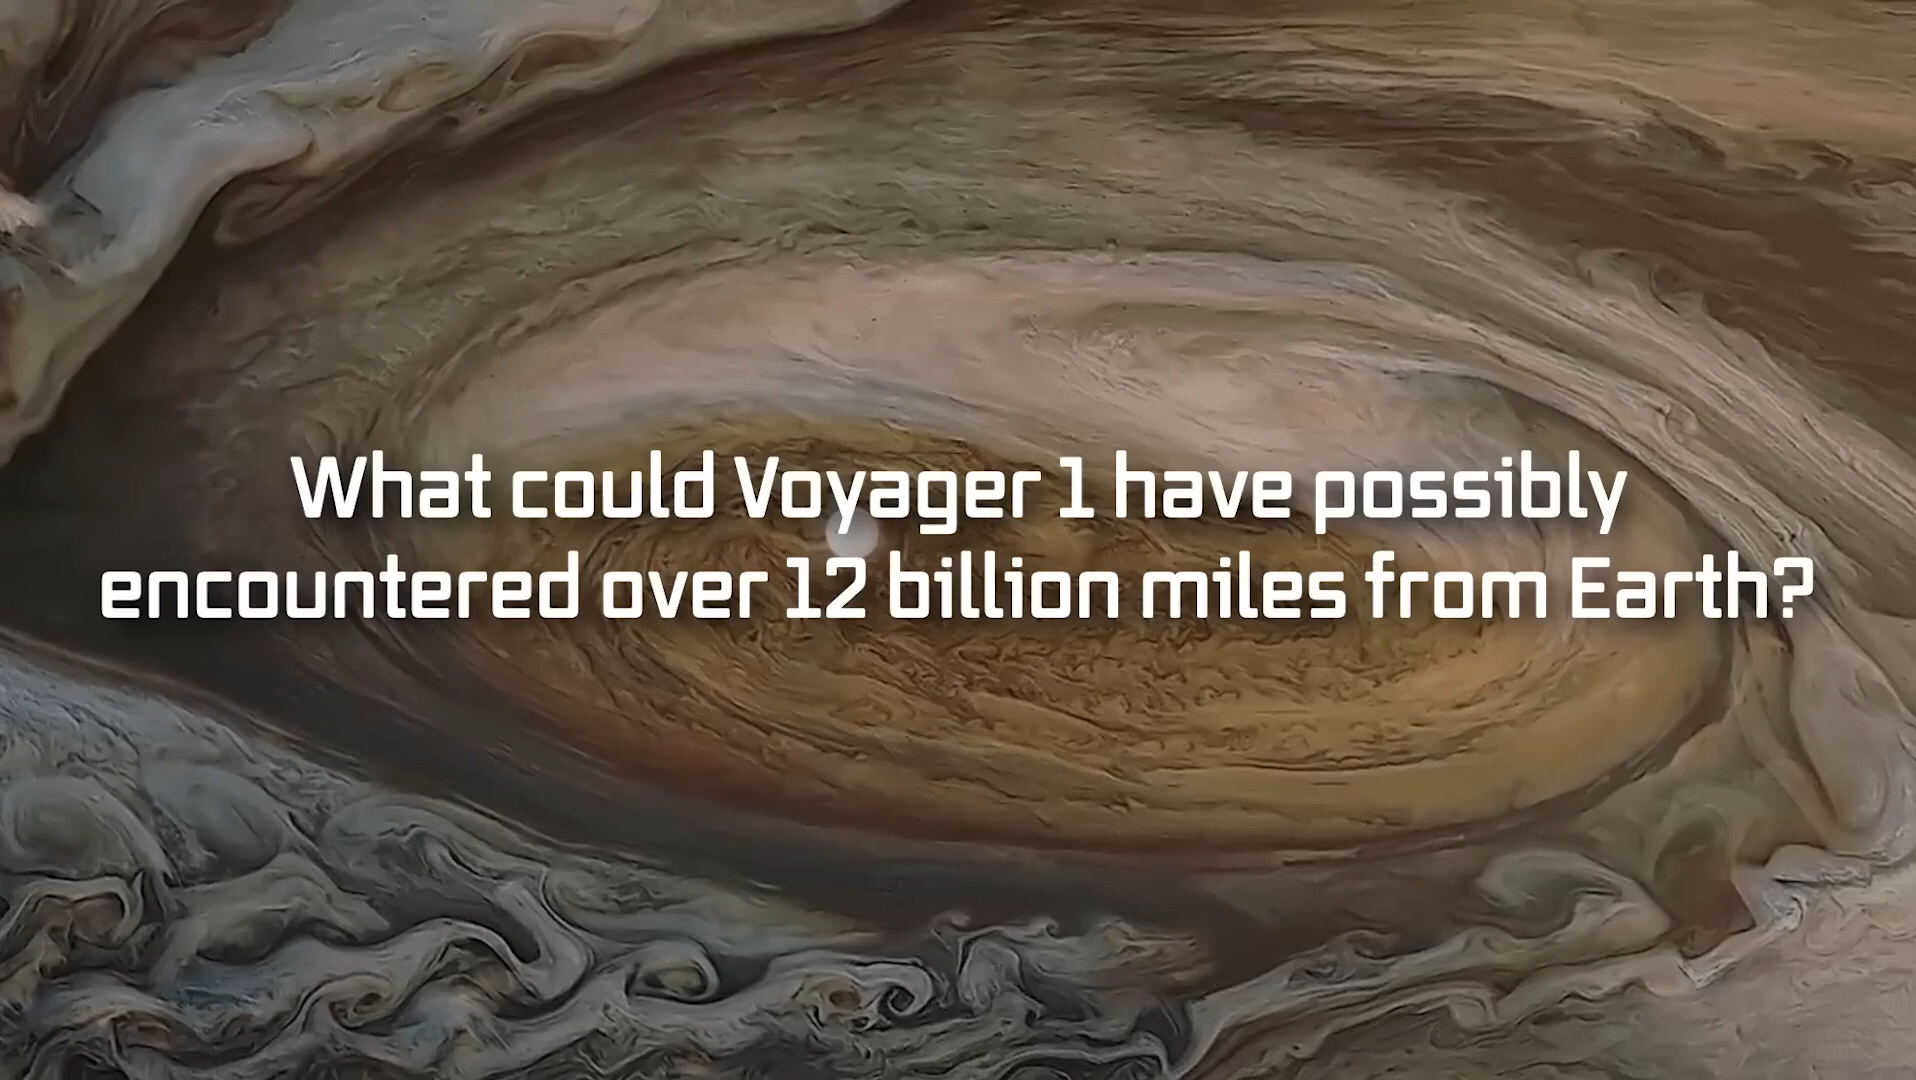 What could Voyager 1 have possibly
encountered over 12 billion miles from Earth?